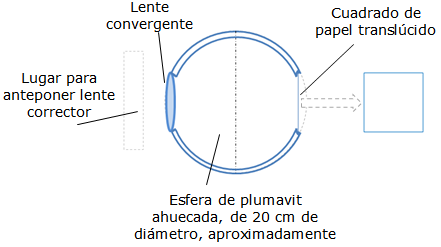 Lente
convergente
Cuadrado de
papel translúcido
Lugar para
anteponer lente
corrector
Esfera de plumavit
ahuecada, de 20 cm de
diámetro, aproximadamente